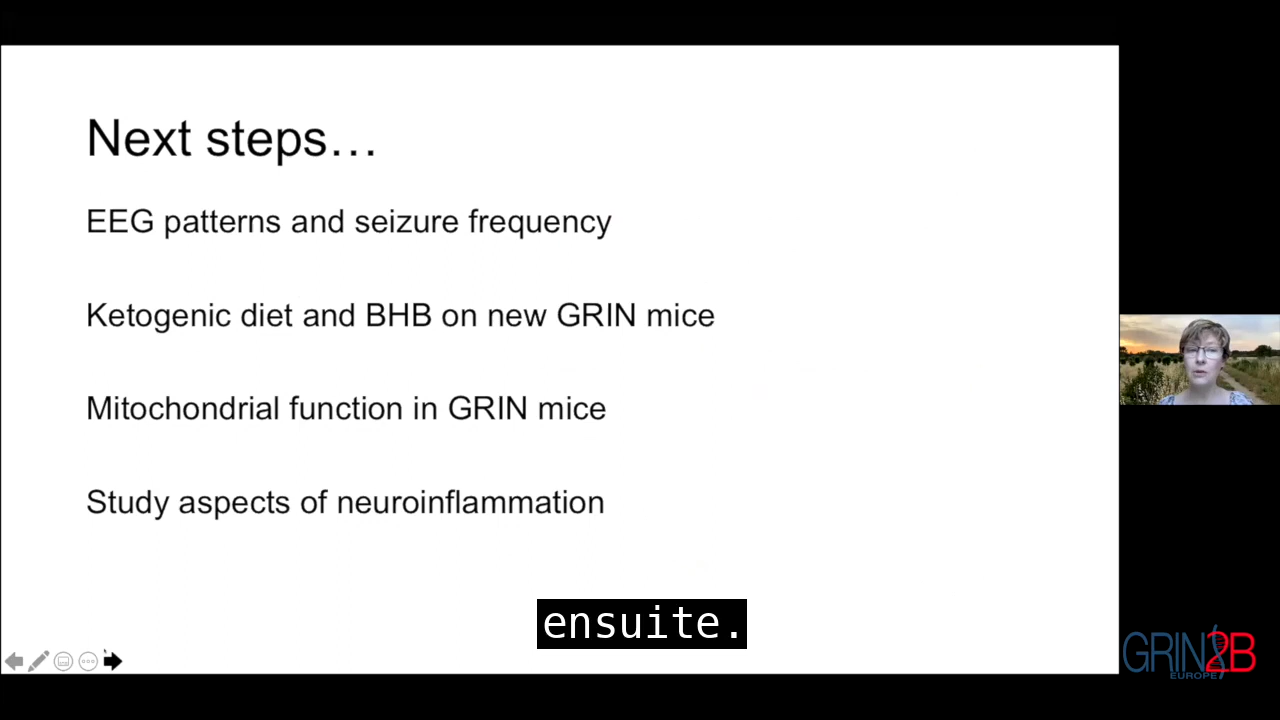 Next steps…
EEG patterns and seizure frequency
Ketogenic diet and BHB on new GRIN mice
Mitochondrial function in GRIN mice
Study aspects of neuroinflammation
ensuite.
GRIN2B
EUROPE